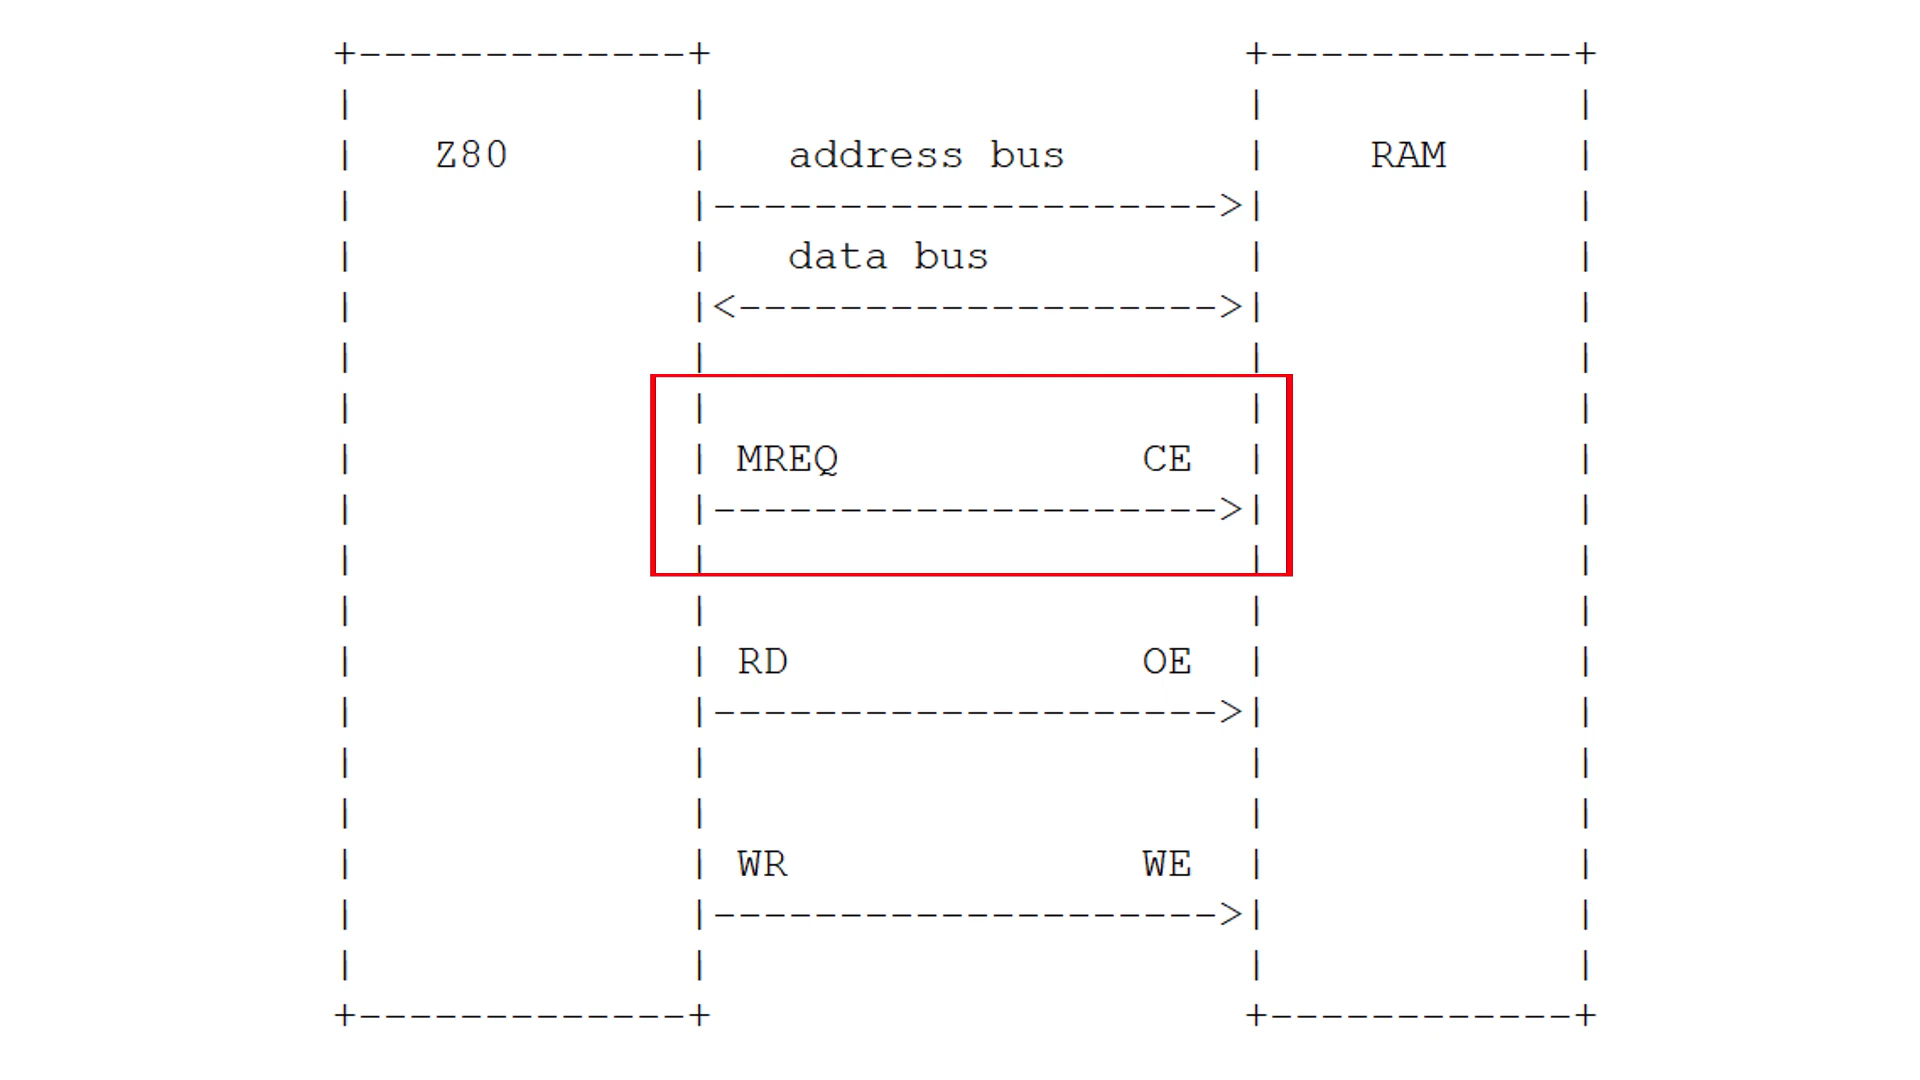 Z80 address bus RAM
data bus
MREQ CE
RD OE
WR WE